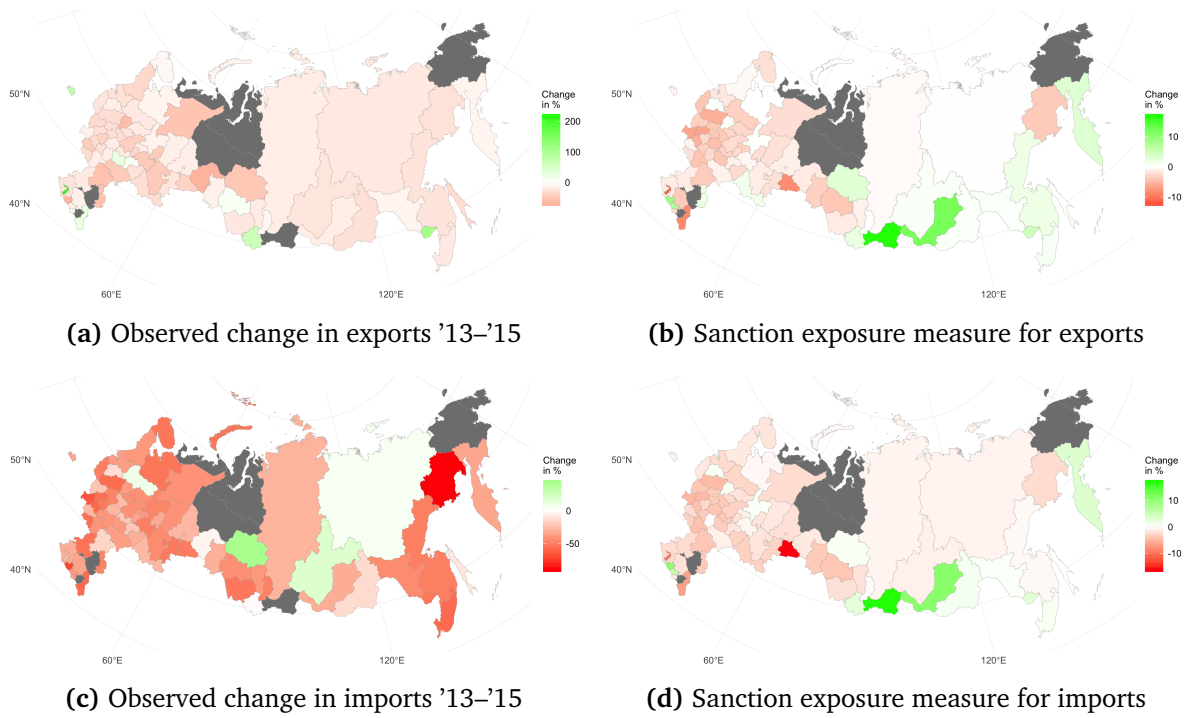 50°N
40°N
60°E
120°E
Change
in %
200
100
0
(a) Observed change in exports ’13–’15
50°N
40°N
60°E
120°E
Change
in %
10
0
-10
(b) Sanction exposure measure for exports
50°N
40°N
60°E
120°E
Change
in %
0
-50
(c) Observed change in imports ’13–’15
50°N
40°N
60°E
120°E
Change
in %
10
0
-10
(d) Sanction exposure measure for imports